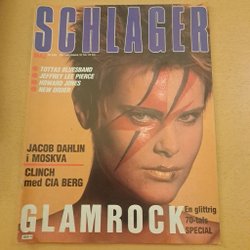 SCHLAGER
TOTTAS BLUESBAND
JEFFREY LEE PIERCE
HOWARD JONES
NEW ORDER
JACOB DAHLIN
i MOSKVA
CLINCH
med CIA BERG
En glittrig
70-tals
SPECIAL
GLAMROCK